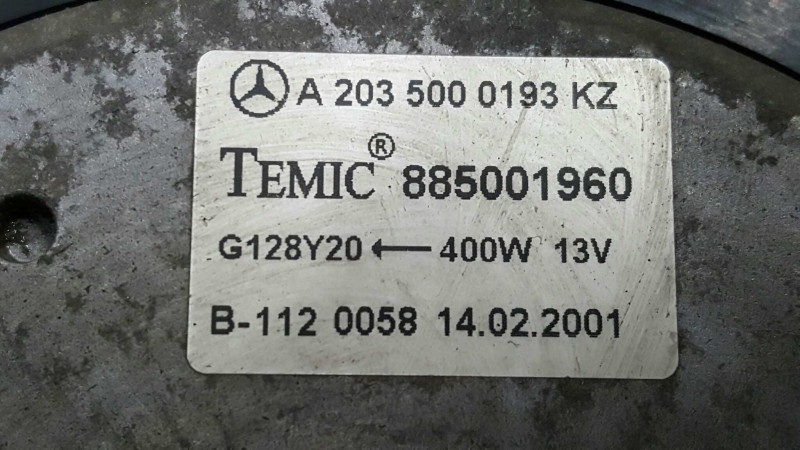 A 203 500 0193 KZ
TEMIC® 885001960
G128Y20 ← 400W 13V
B-112 0058 14.02.2001